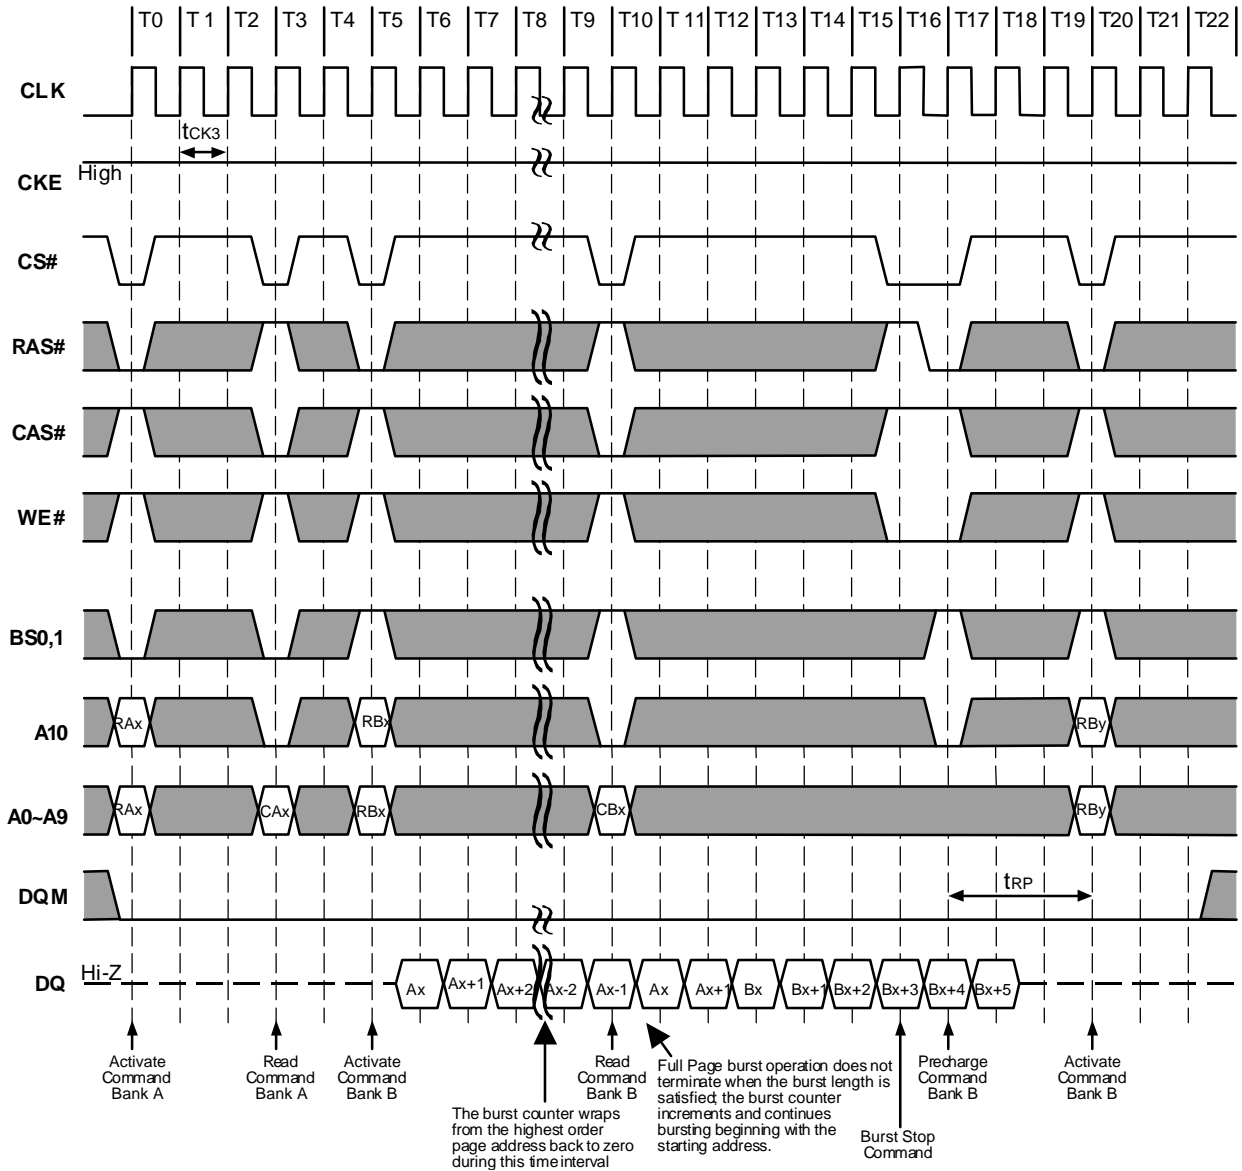 T0 T 1 T2 T3 T4 T5 T6 T7 T8 T9 T10 T 11 T12 T13 T14 T15 T16 T17 T18 T19 T20 T21 T22
CLK
tCK3
High
CKE
CS#
RAS#
CAS#
WE#
BS0,1
A10
RAx RBx RBy
A0~A9
RAx CAx RBx CBx RBy
DQM
tRP
Hi-Z
DQ
Ax Ax+1 Ax+2 Ax-2 Ax-1 Ax Ax+1 Bx Bx+1 Bx+2 Bx+3 Bx+4 Bx+5
Activate
Command
Bank A
Read
Command
Bank A
Activate
Command
Bank B
The burst counter wraps
from the highest order
page address back to zero
during this time interval
Read
Command
Bank B
Full Page burst operation does not
terminate when the burst length is
satisfied; the burst counter
increments and continues
bursting beginning with the
starting address.
Burst Stop
Command
Precharge
Command
Bank B
Activate
Command
Bank B